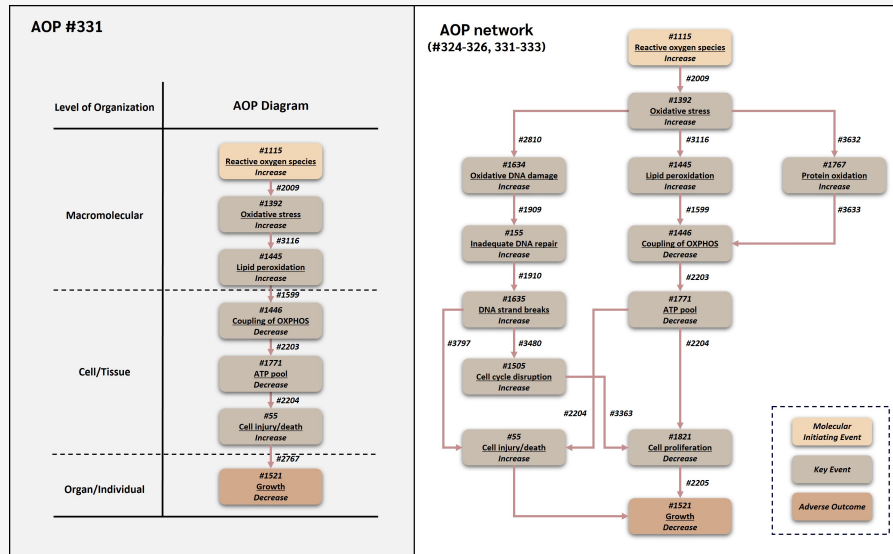 AOP #331
Level of Organization
AOP Diagram
Macromolecular
Cell/Tissue
Organ/Individual
#1115
Reactive oxygen species
Increase
#2009
#1392
Oxidative stress
Increase
#3116
#1445
Lipid peroxidation
Increase
#1599
#1446
Coupling of OXPHOS
Decrease
#2203
#1771
ATP pool
Decrease
#2204
#55
Cell injury/death
Increase
#2767
#1521
Growth
Decrease
AOP network
(#324-326, 331-333)
#1115
Reactive oxygen species
Increase
#2009
#1392
Oxidative stress
Increase
#2810
#3116
#3632
#1634
Oxidative DNA damage
Increase
#1445
Lipid peroxidation
Increase
#1767
Protein oxidation
Increase
#1909
#1599
#3633
#155
Inadequate DNA repair
Increase
#1446
Coupling of OXPHOS
Decrease
#1910
#2203
#1635
DNA strand breaks
Increase
#1771
ATP pool
Decrease
#3797
#3480
#2204
#1505
Cell cycle disruption
Increase
#2204
#3363
#55
Cell injury/death
Increase
#1821
Cell proliferation
Decrease
#2205
#1521
Growth
Decrease
Molecular
Initiating Event
Key Event
Adverse Outcome